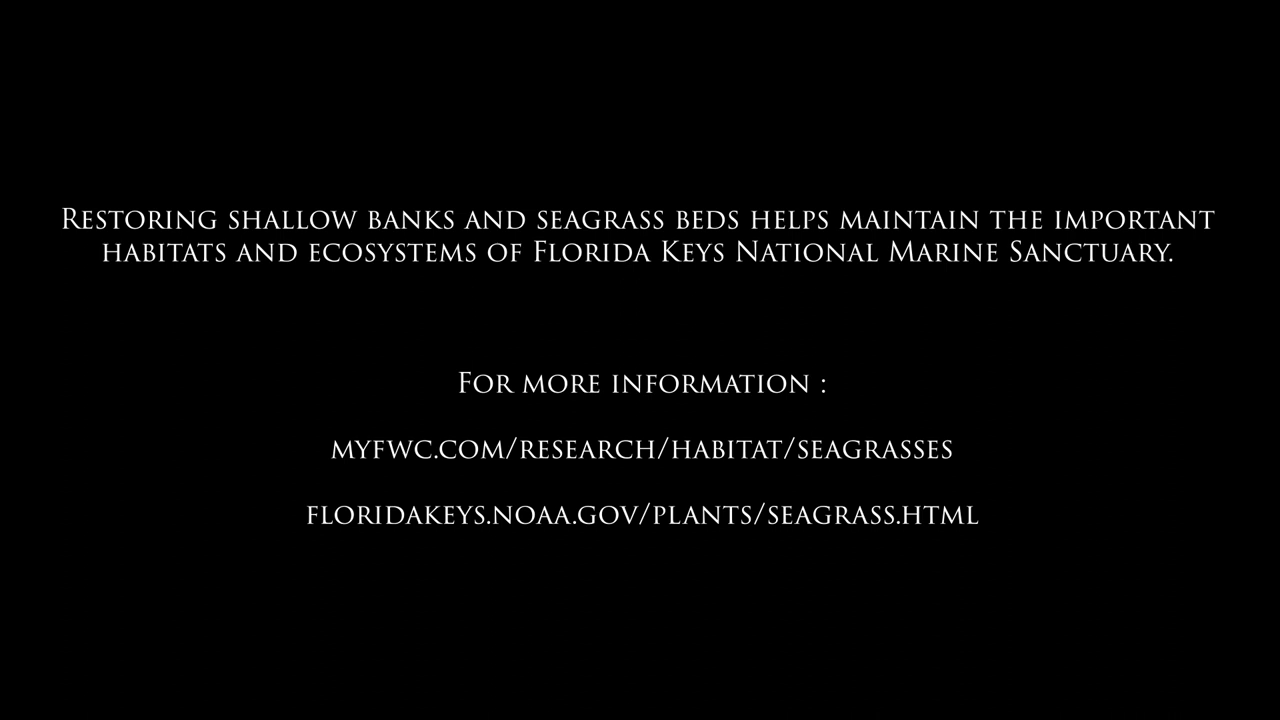 Restoring shallow banks and seagrass beds helps maintain the important
habitats and ecosystems of Florida Keys National Marine Sanctuary.
For more information :
myfwc.com/research/habitat/seagrasses
floridakeys.noaa.gov/plants/seagrass.html